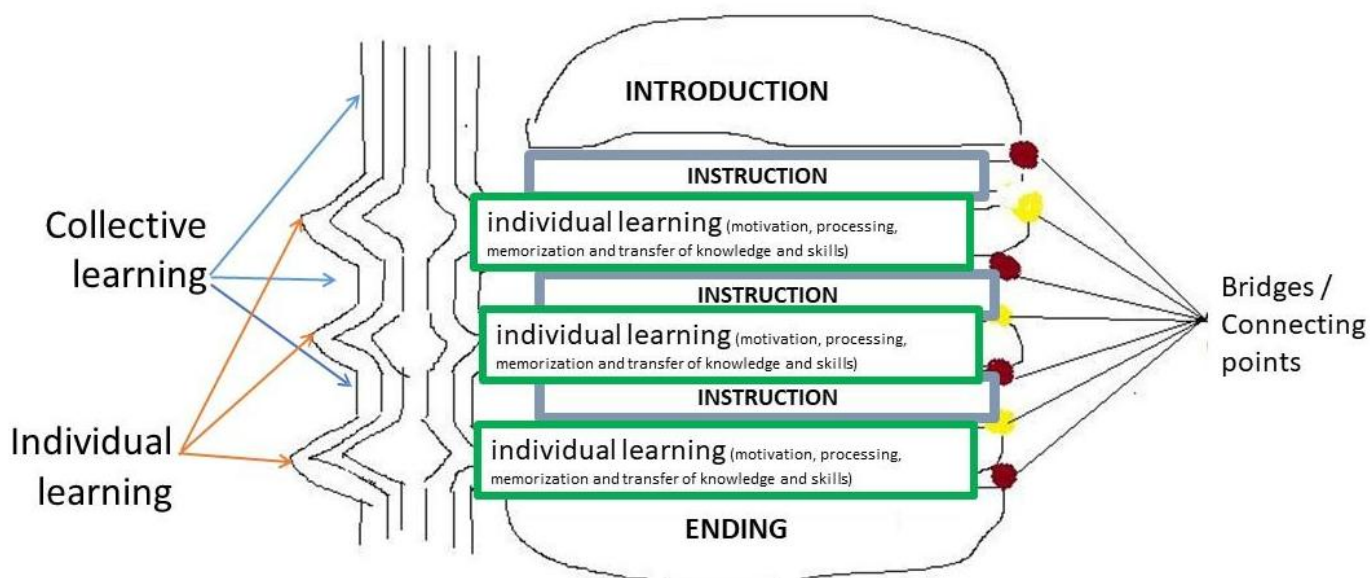 INTRODUCTION
INSTRUCTION
individual learning (motivation, processing,
memorization and transfer of knowledge and skills)
INSTRUCTION
individual learning (motivation, processing,
memorization and transfer of knowledge and skills)
INSTRUCTION
individual learning (motivation, processing,
memorization and transfer of knowledge and skills)
ENDING
Collective
learning
Individual
learning
Bridges /
Connecting
points